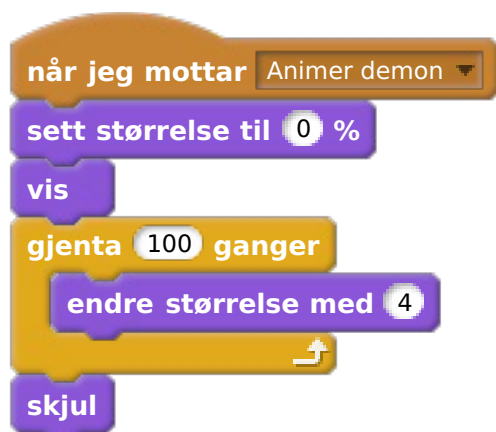 når jeg mottar Animer demon
sett størrelse til 0 %
vis
gjenta 100 ganger
endre størrelse med 4
skjul